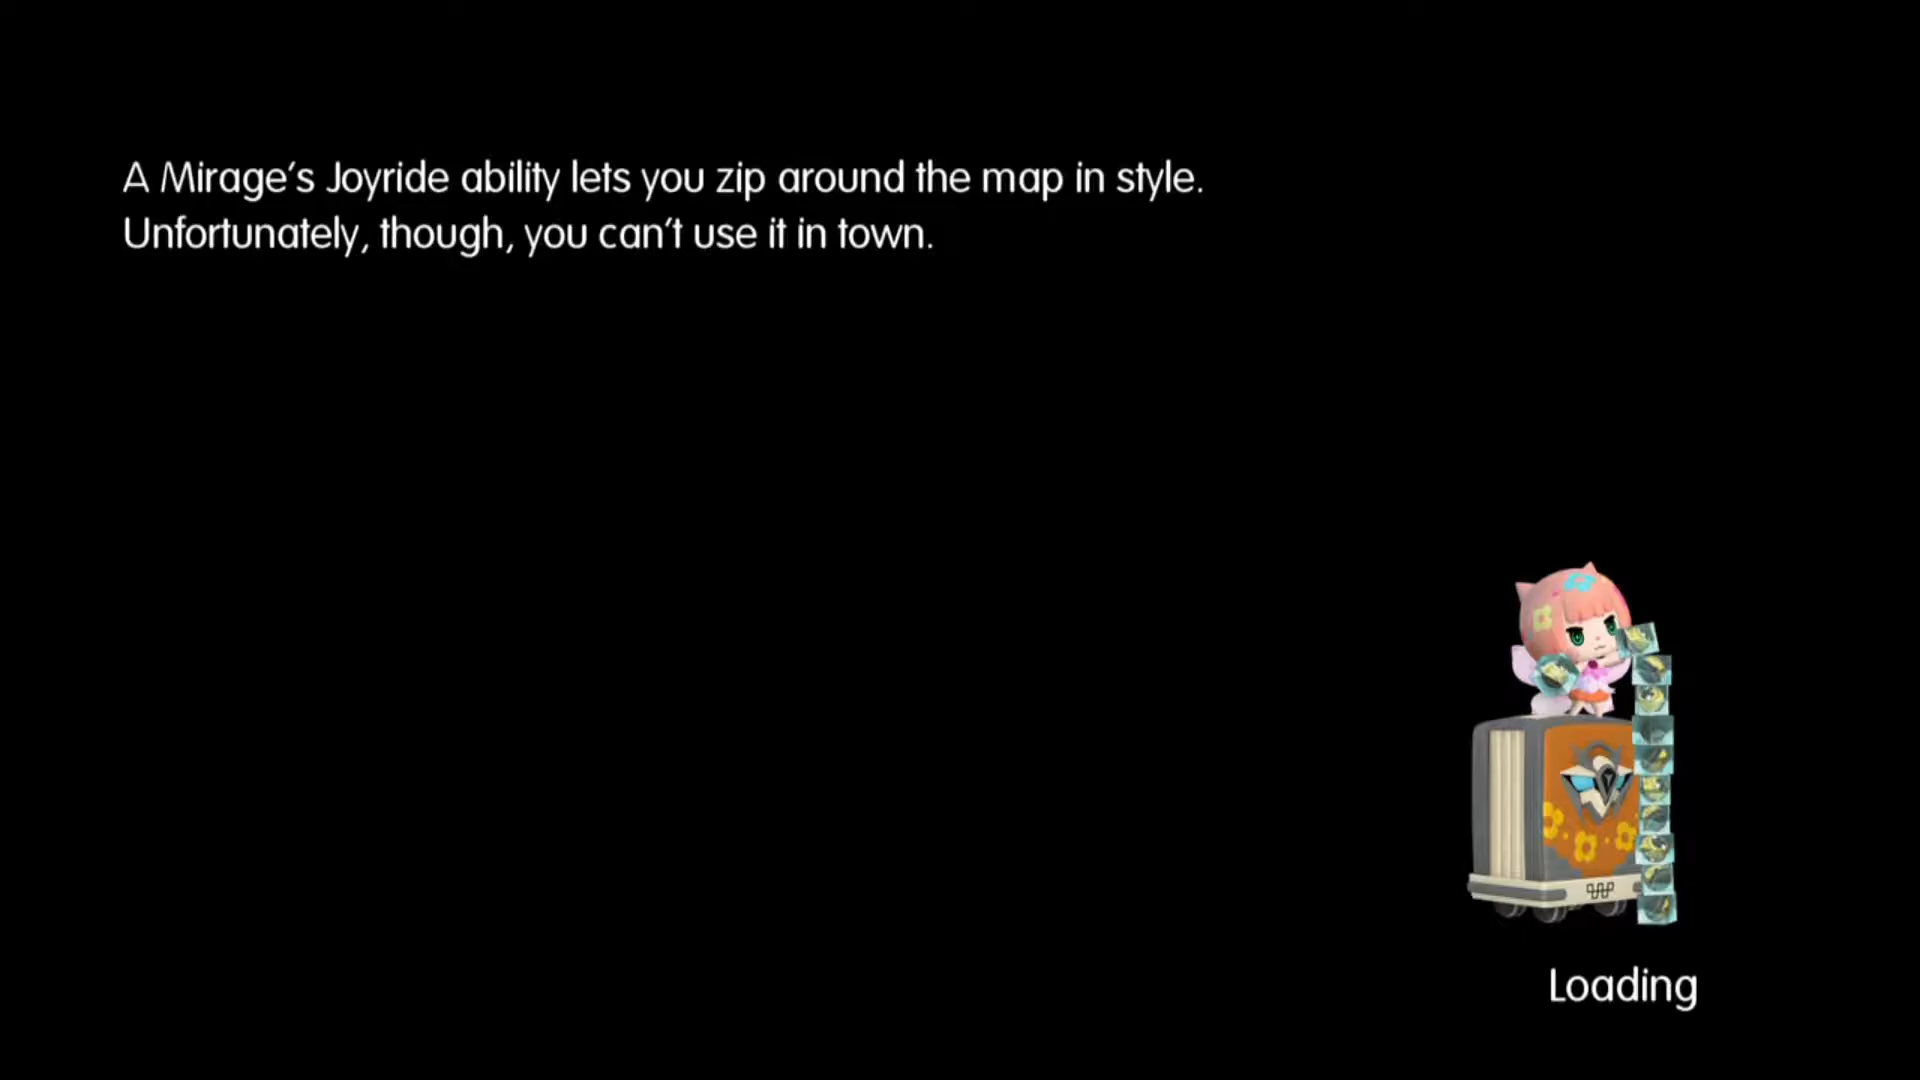 A Mirage's Joyride ability lets you zip around the map in style.
Unfortunately, though, you can't use it in town.
Loading